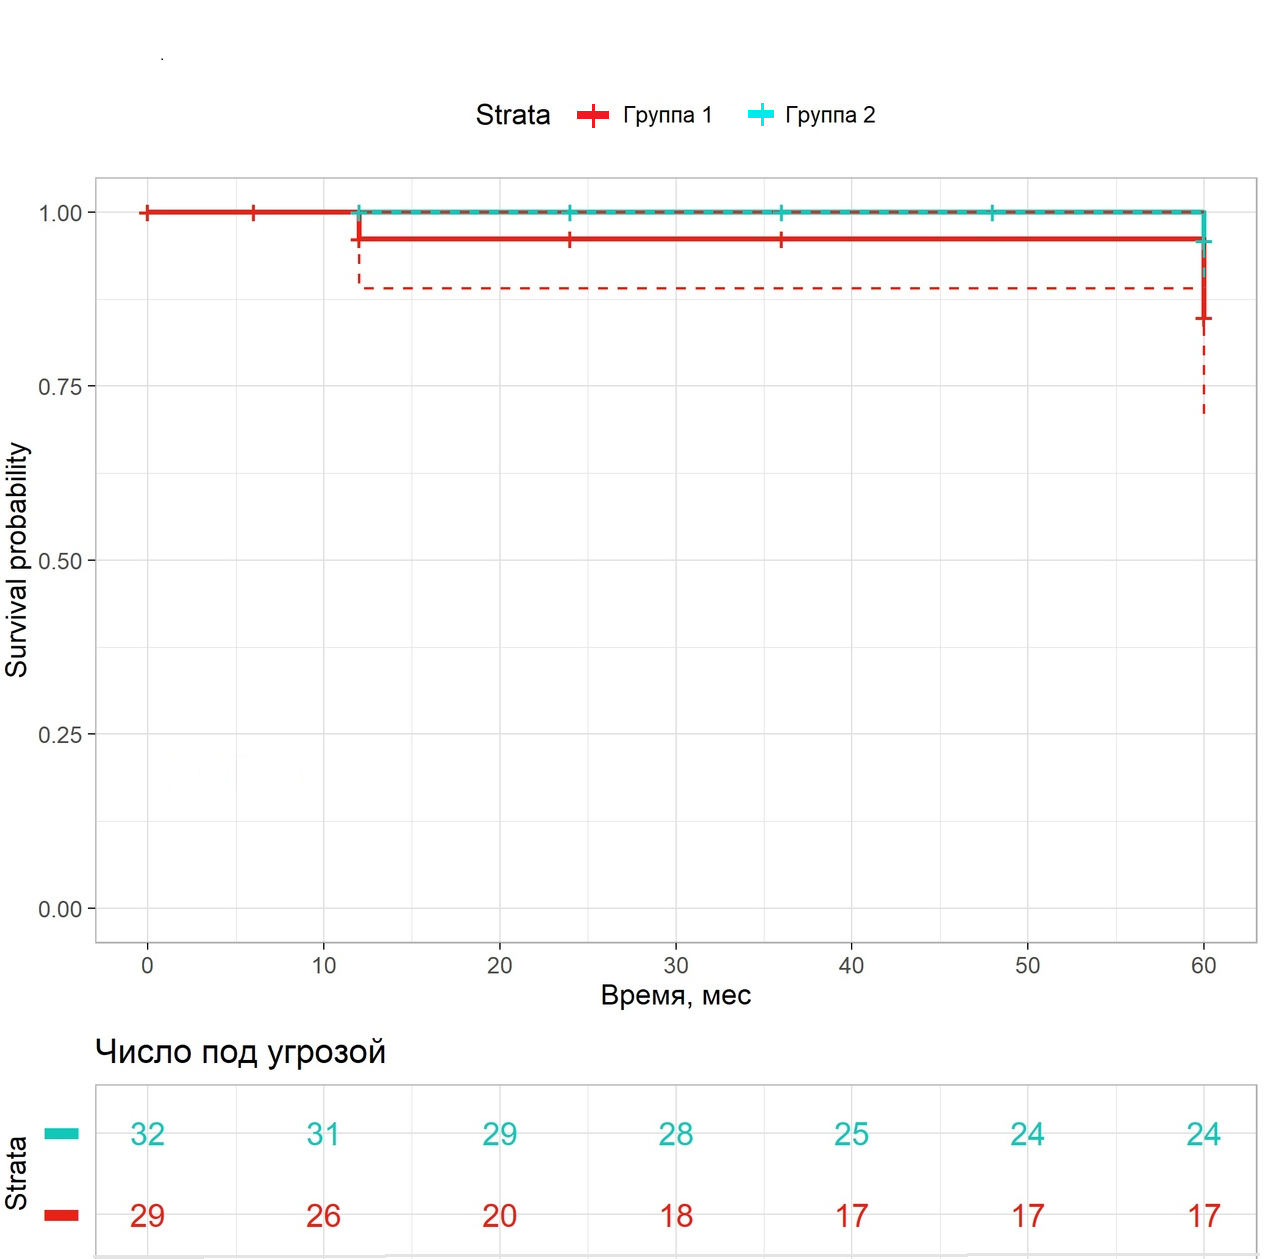 Strata Группа 1 Группа 2
1.00
0.75
0.50
0.25
0.00
Survival probability
0 10 20 30 40 50 60
Время, мес
Число под угрозой
Strata
32 31 29 28 25 24 24
29 26 20 18 17 17 17